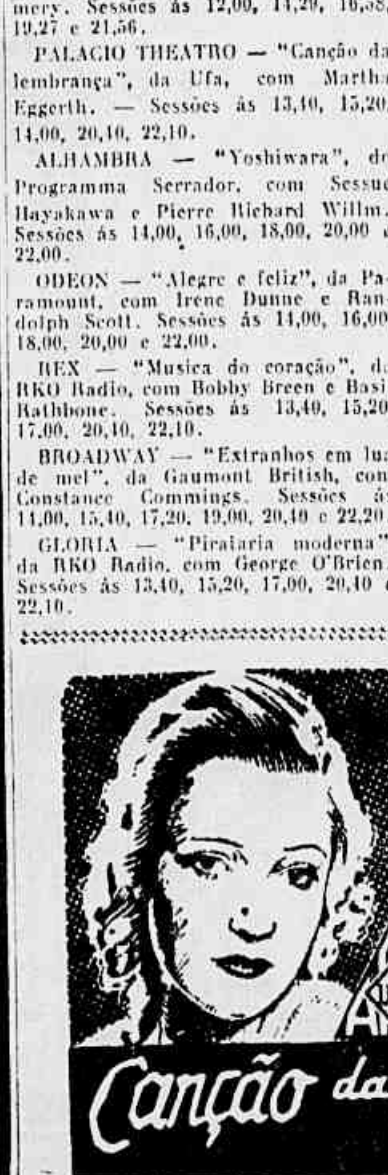 mery. Sessões ás 12,00, 14,29, 16,58,
19,27 e 21,56.
PALACIO THEATRO — "Canção da
lembrança", da Ufa, com Martha
Eggerth. — Sessões ás 13,40, 15,20,
14,00, 20,40, 22,10.
ALHAMBRA — "Yoshiwara", do
Programma Serrador, com Sessue
Hayakawa e Pierre Richard Willm.
Sessões ás 14,00, 16,00, 18,00, 20,00 e
22,00.
ODEON — "Alegre e feliz", da Pa-
ramount, com Irene Dunne e Ran-
dolph Scott. Sessões ás 14,00, 16,00,
18,00, 20,00 e 22,00.
REX — "Musica do coração", d
RKO Radio, com Bobby Breen e Basi
Rathbone. Sessões ás 13,40, 15,20,
17,00, 20,40, 22,10.
BROADWAY — "Extranhos em lua
de mel", da Gaumont British, con
Constance Commings. Sessões á
14,00, 15,40, 17,20, 19,00, 20,40 e 22,20.
GLORIA — "Pirataria moderna"
da RKO Radio, com George O'Brien.
Sessões ás 13,40, 15,20, 17,00, 20,40 e
22,10.
Canção da